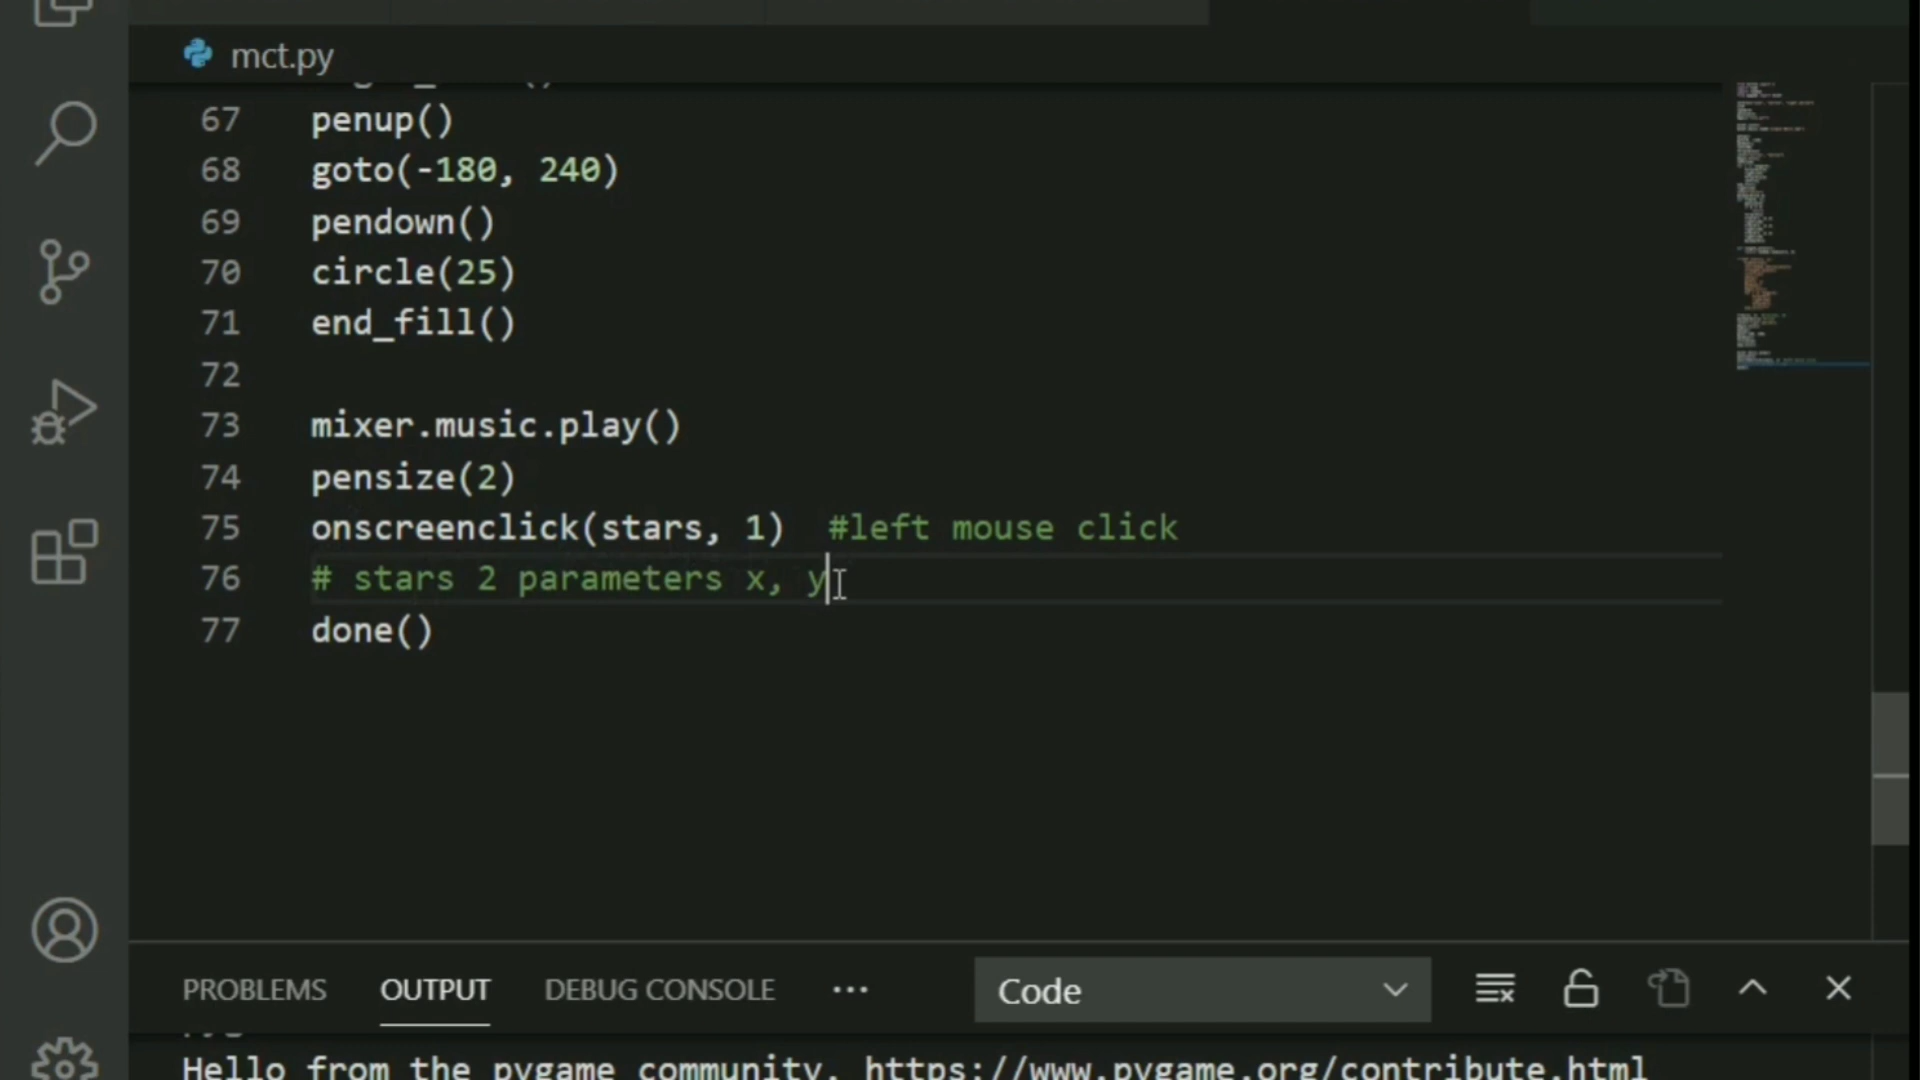 mct.py
67 penup()
68 goto(-180, 240)
69 pendown()
70 circle(25)
71 end_fill()
72
73 mixer.music.play()
74 pensize(2)
75 onscreenclick(stars, 1)  #left mouse click
76 # stars 2 parameters x, y
77 done()
PROBLEMS OUTPUT DEBUG CONSOLE ··· Code
Hello from the pygame community. https://www.pygame.org/contribute.html